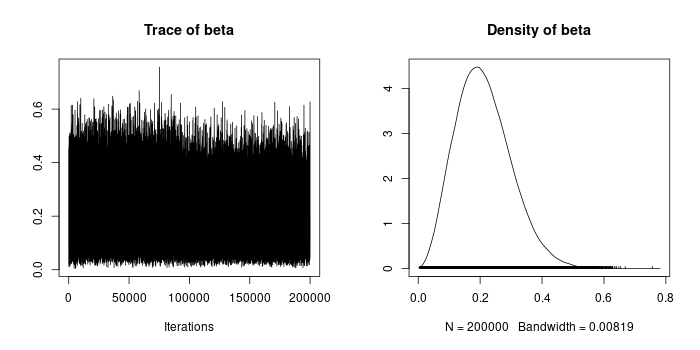 Trace of beta
0.0 0.2 0.4 0.6
0 50000 100000 150000 200000
Iterations
Density of beta
0 1 2 3 4
0.0 0.2 0.4 0.6 0.8
N = 200000 Bandwidth = 0.00819